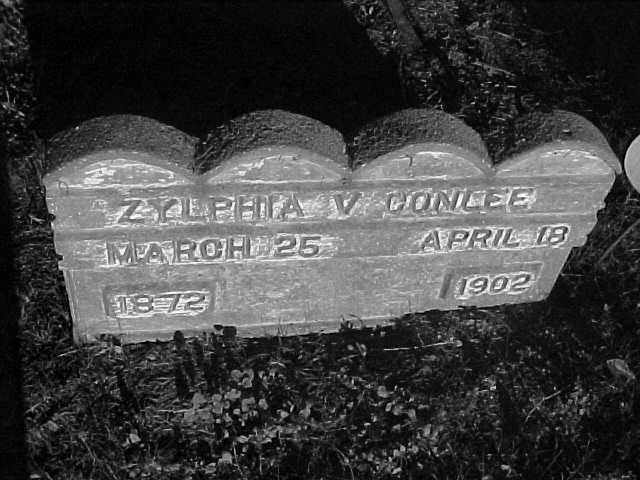 ZYLPHIA V CONLEE
MARCH 25 APRIL 18
1872 1902